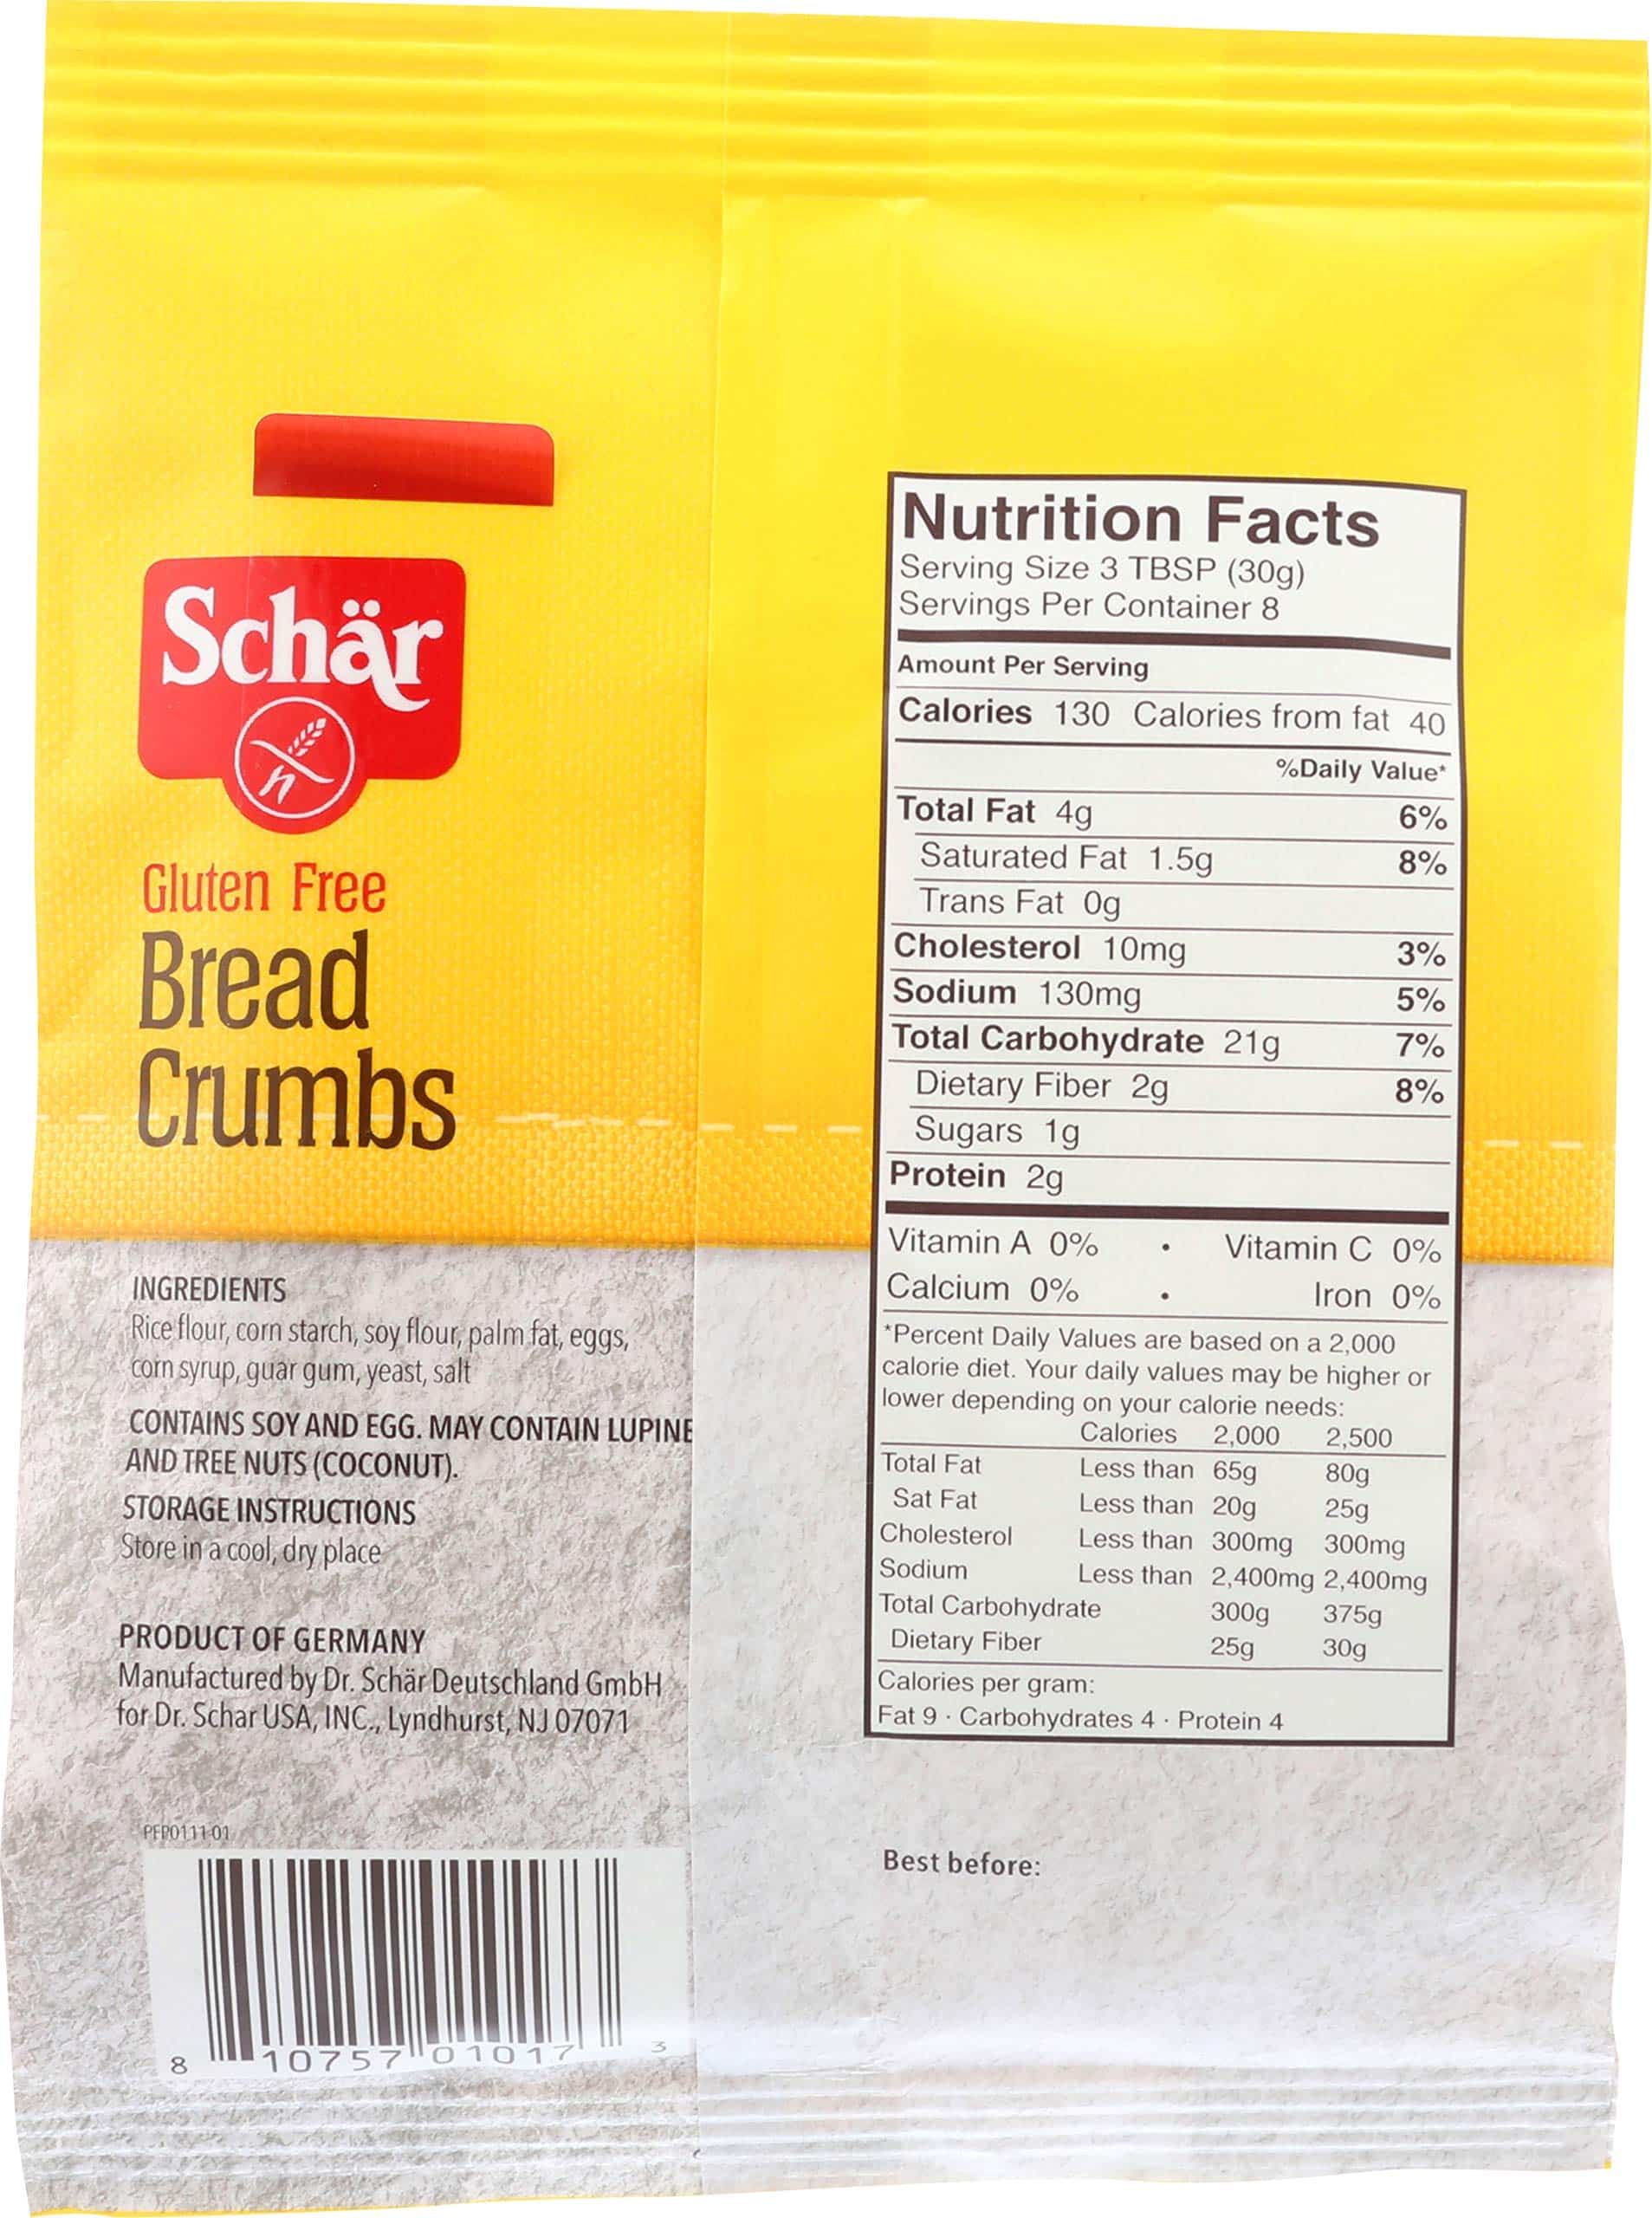 Schär
Gluten Free
Bread
Crumbs
INGREDIENTS
Rice flour, corn starch, soy flour, palm fat, eggs,
corn syrup, guar gum, yeast, salt
CONTAINS SOY AND EGG. MAY CONTAIN LUPINE
AND TREE NUTS (COCONUT).
STORAGE INSTRUCTIONS
Store in a cool, dry place
PRODUCT OF GERMANY
Manufactured by Dr. Schär Deutschland GmbH
for Dr. Schar USA, INC., Lyndhurst, NJ 07071
PFP0111-01
8 10757 01017 3
Nutrition Facts
Serving Size 3 TBSP (30g)
Servings Per Container 8
Amount Per Serving
Calories 130 Calories from fat 40
%Daily Value*
Total Fat 4g 6%
Saturated Fat 1.5g 8%
Trans Fat 0g
Cholesterol 10mg 3%
Sodium 130mg 5%
Total Carbohydrate 21g 7%
Dietary Fiber 2g 8%
Sugars 1g
Protein 2g
Vitamin A 0% • Vitamin C 0%
Calcium 0% • Iron 0%
*Percent Daily Values are based on a 2,000
calorie diet. Your daily values may be higher or
lower depending on your calorie needs:
Calories 2,000 2,500
Total Fat Less than 65g 80g
Sat Fat Less than 20g 25g
Cholesterol Less than 300mg 300mg
Sodium Less than 2,400mg 2,400mg
Total Carbohydrate 300g 375g
Dietary Fiber 25g 30g
Calories per gram:
Fat 9 · Carbohydrates 4 · Protein 4
Best before: